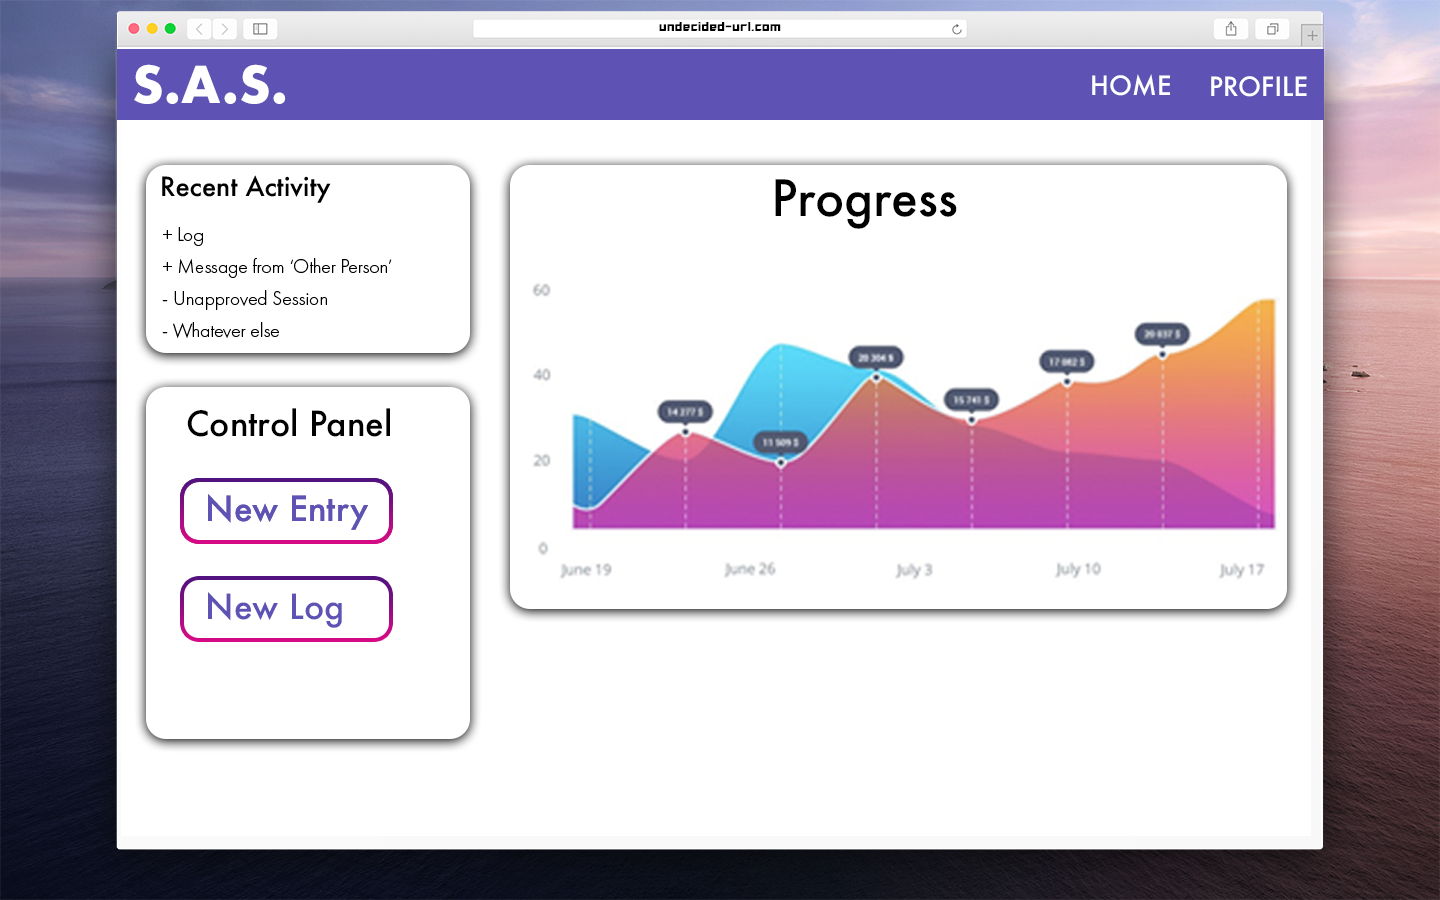 undecided-url.com
S.A.S.
HOME
PROFILE
Recent Activity
+ Log
+ Message from ‘Other Person’
- Unapproved Session
- Whatever else
Control Panel
New Entry
New Log
Progress
60
40
20
0
14 277 $
11 509 $
20 304 $
15 741 $
17 082 $
20 037 $
June 19
June 26
July 3
July 10
July 17